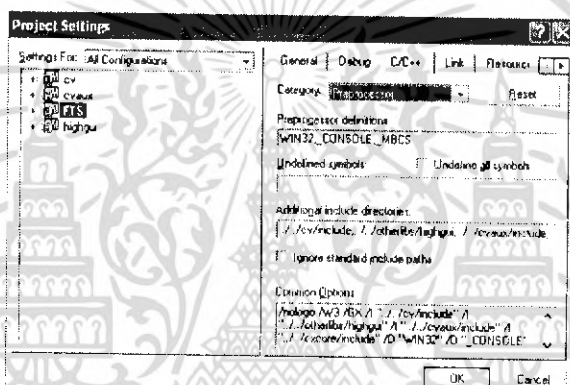 Project Settings
Settings For: All Configurations
cv
cvaux
FTS
highgui
General Debug C/C++ Link Resource
Category: Preprocessor Reset
Preprocessor definitions:
WIN32,_CONSOLE,_MBCS
Undefined symbols: Undefine all symbols
Additional include directories:
../../cv/include,../../otherlibs/highgui,../../cvaux/include
Ignore standard include paths
Common Options:
/nologo /W3 /GX /I "../../cv/include" /I
"../../otherlibs/highgui" /I "../../cvaux/include" /I
"../../cxcore/include" /D "WIN32" /D "_CONSOLE"
OK Cancel